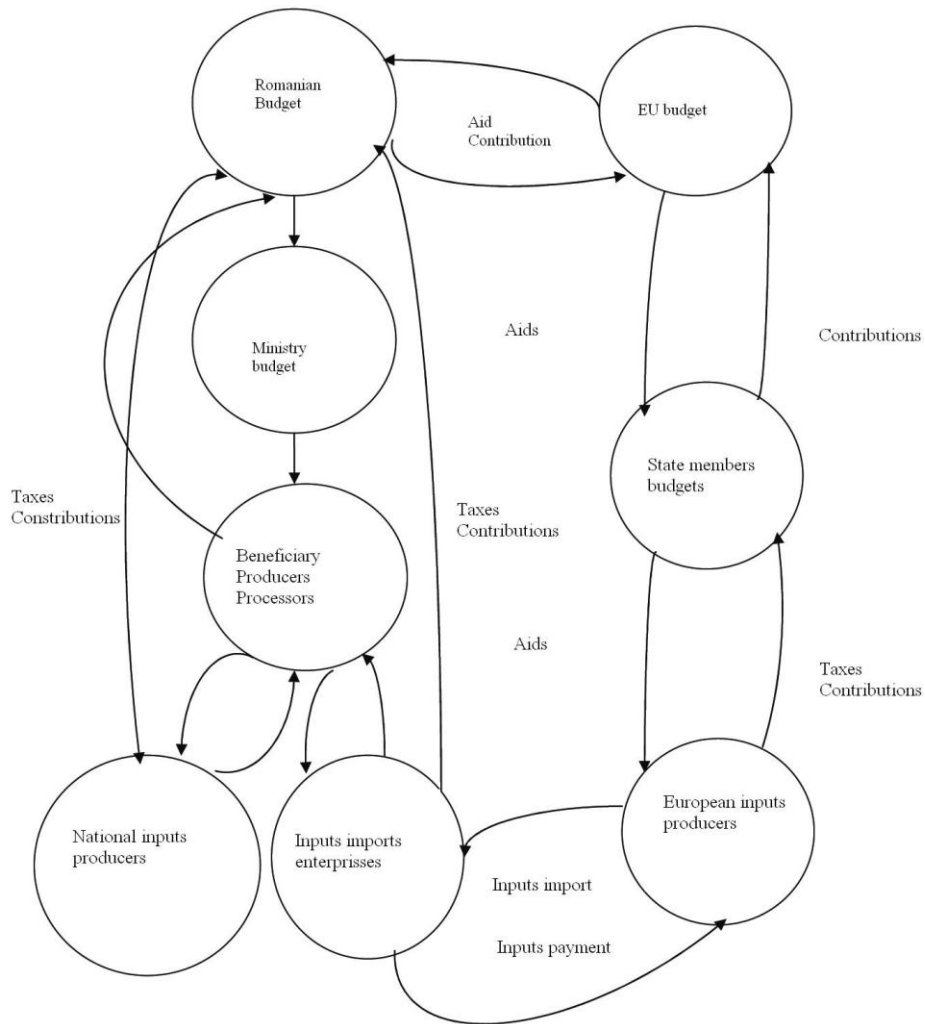 Romanian
Budget
EU budget
Aid
Contribution
Ministry
budget
Aids
Contributions
State members
budgets
Taxes
Constributions
Taxes
Contributions
Beneficiary
Producers
Processors
Aids
Taxes
Contributions
National inputs
producers
Inputs imports
enterprisses
European inputs
producers
Inputs import
Inputs payment